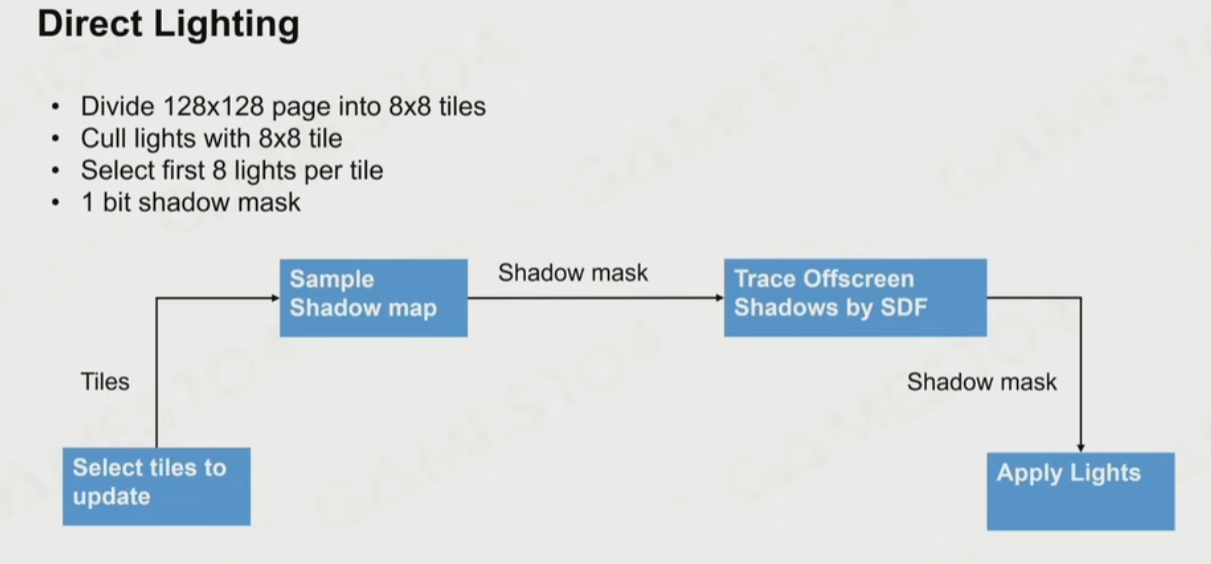 Direct Lighting
• Divide 128x128 page into 8x8 tiles
• Cull lights with 8x8 tile
• Select first 8 lights per tile
• 1 bit shadow mask
Sample
Shadow map
Shadow mask
Trace Offscreen
Shadows by SDF
Tiles
Shadow mask
Select tiles to
update
Apply Lights
GAMES104